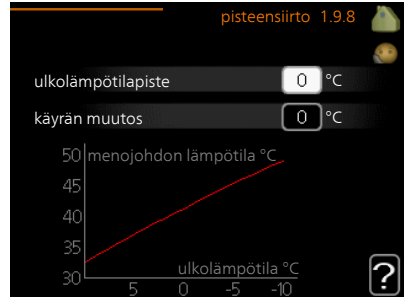 pisteensiirto 1.9.8
ulkolämpötilapiste 0 °C
käyrän muutos 0 °C
50 menojohdon lämpötila °C
45
40
35
30 ulkolämpötila °C
5 0 -5 -10
?